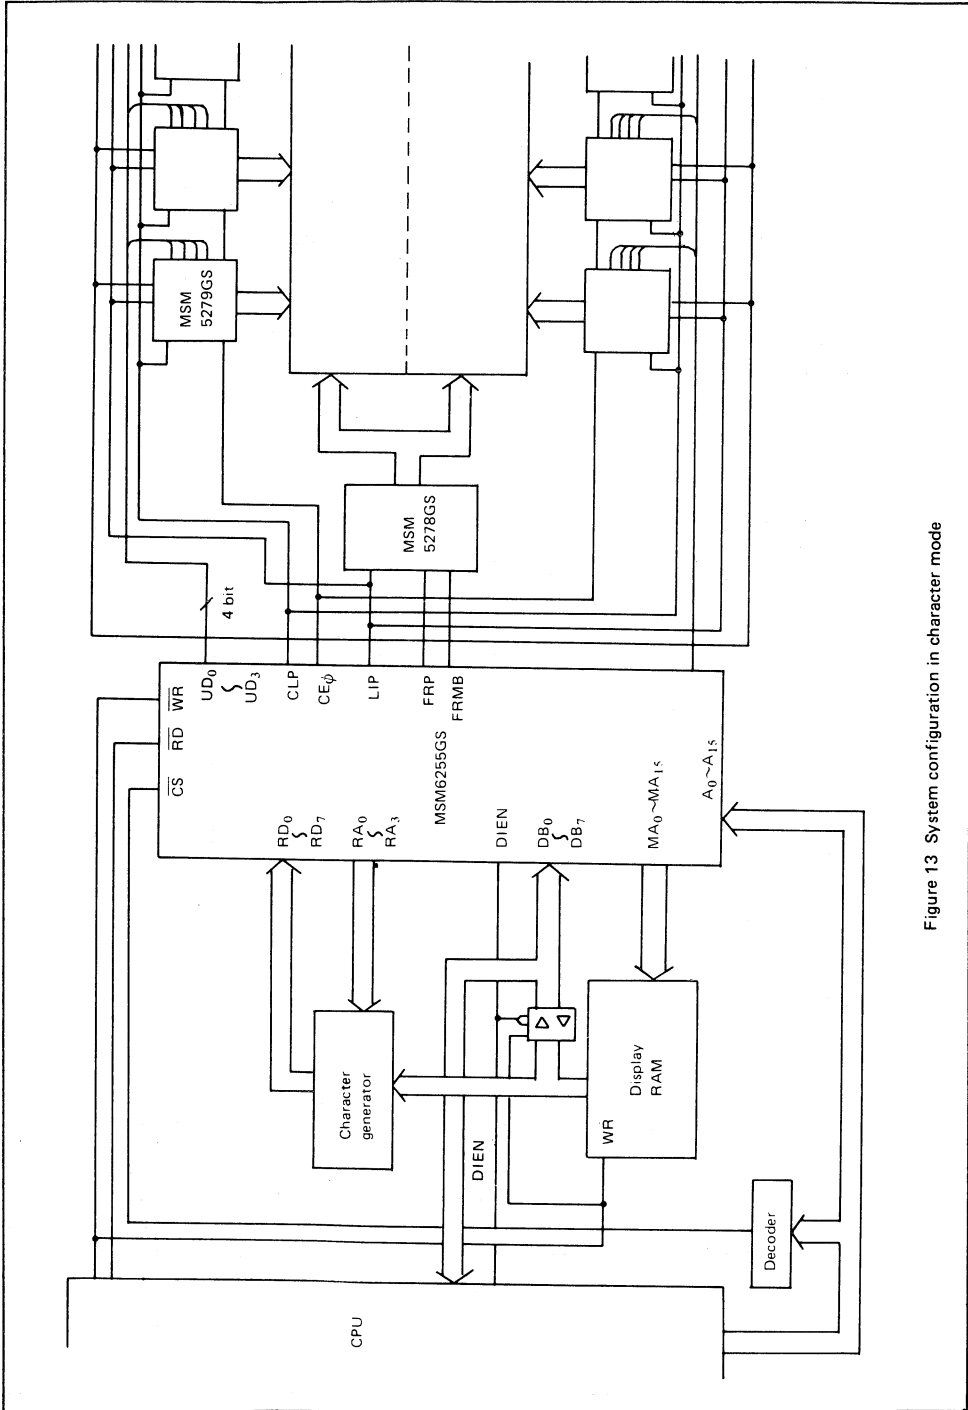 CPU
Decoder
DIEN
Character
generator
WR
Display
RAM
CS
RD
WR
RD₀
∫
RD₇
RA₀
∫
RA₃
MSM6255GS
DIEN
DB₀
∫
DB₇
MA₀~MA₁₅
A₀~A₁₅
UD₀
∫
UD₃
CLP
CEϕ
LIP
FRP
FRMB
4 bit
MSM
5278GS
MSM
5279GS
Figure 13 System configuration in character mode